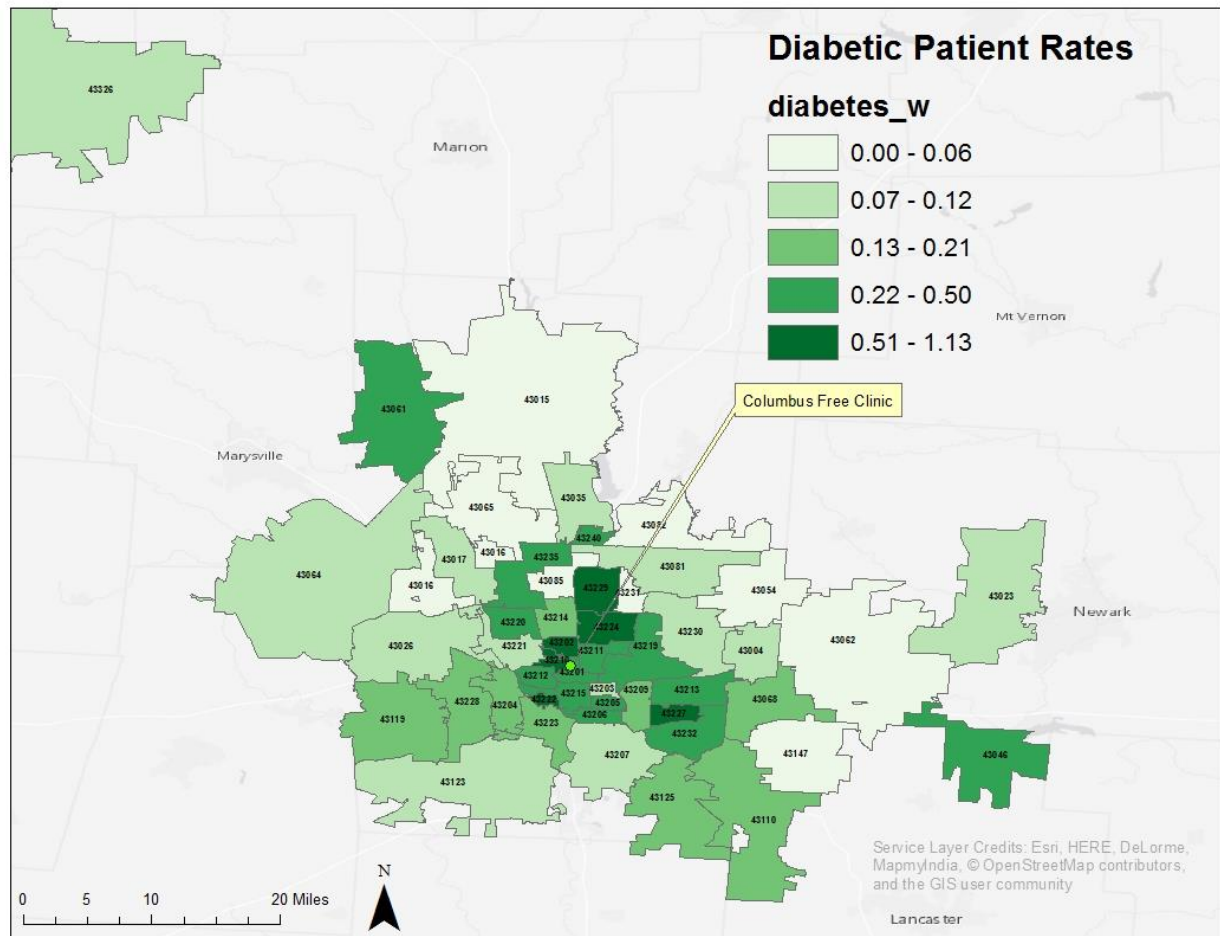 Diabetic Patient Rates
diabetes_w
0.00 - 0.06
0.07 - 0.12
0.13 - 0.21
0.22 - 0.50
0.51 - 1.13
43326
Marion
Mt Vernon
43015
43061
Columbus Free Clinic
Marysville
43065
43035
43240
43235
43016
43017
43081
43064
43016
43085
43229
43231
43054
43023
Newark
43220
43214
43224
43230
43062
43026
43221
43202
43211
43219
43004
43212
43201
43119
43228
43204
43222
43215
43203
43205
43209
43213
43068
43223
43206
43227
43232
43207
43147
43046
43123
43125
43110
Service Layer Credits: Esri, HERE, DeLorme,
MapmyIndia, © OpenStreetMap contributors,
and the GIS user community
N
0 5 10 20 Miles
Lancaster